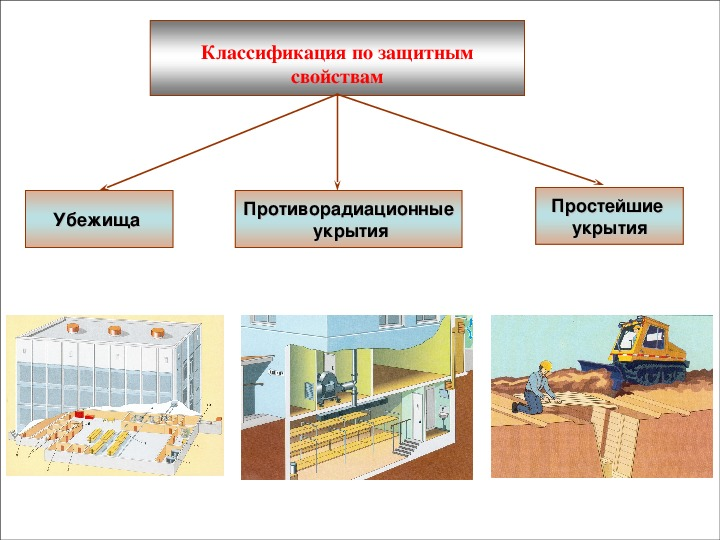 Классификация по защитным
свойствам
Убежища
Противорадиационные
укрытия
Простейшие
укрытия